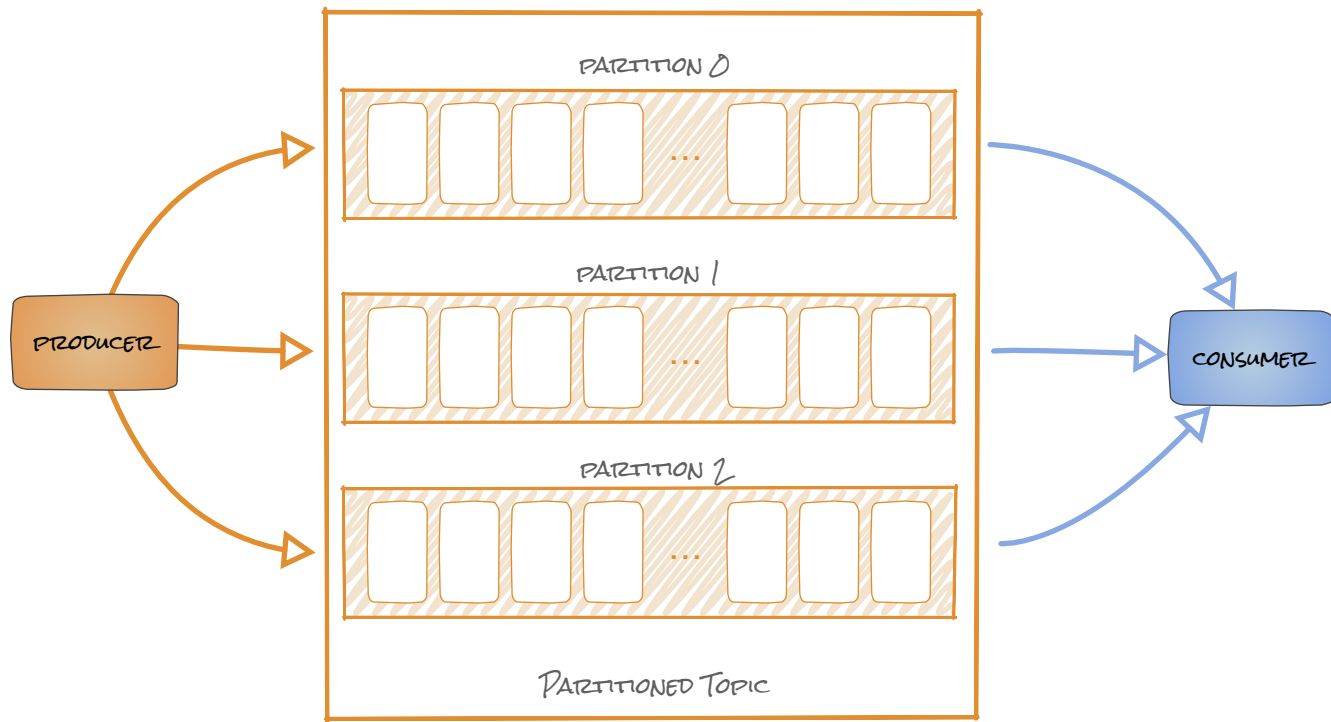 PARTITION 0
...
PARTITION 1
...
PRODUCER
CONSUMER
PARTITION 2
...
PARTITIONED TOPIC